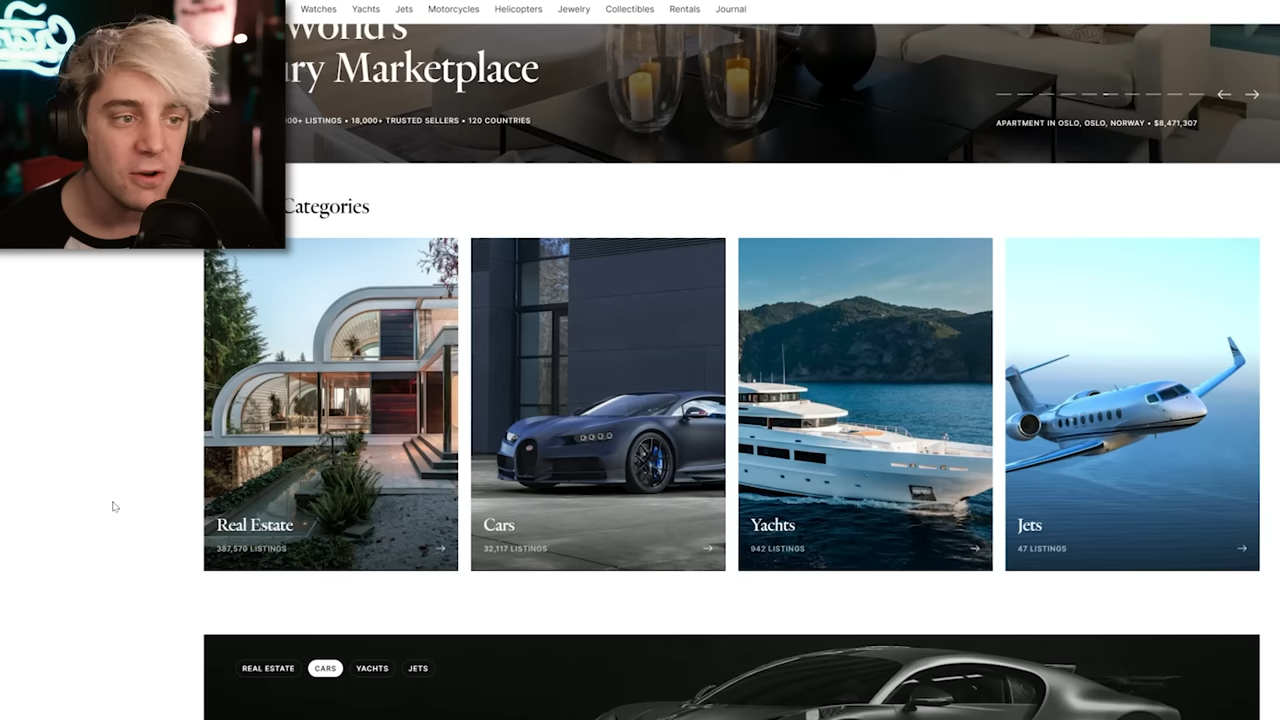 Watches Yachts Jets Motorcycles Helicopters Jewelry Collectibles Rentals Journal
World's
ury Marketplace
00+ LISTINGS • 18,000+ TRUSTED SELLERS • 120 COUNTRIES
APARTMENT IN OSLO, OSLO, NORWAY • $8,471,307
Categories
Real Estate
387,570 LISTINGS
Cars
32,117 LISTINGS
Yachts
942 LISTINGS
Jets
47 LISTINGS
REAL ESTATE CARS YACHTS JETS